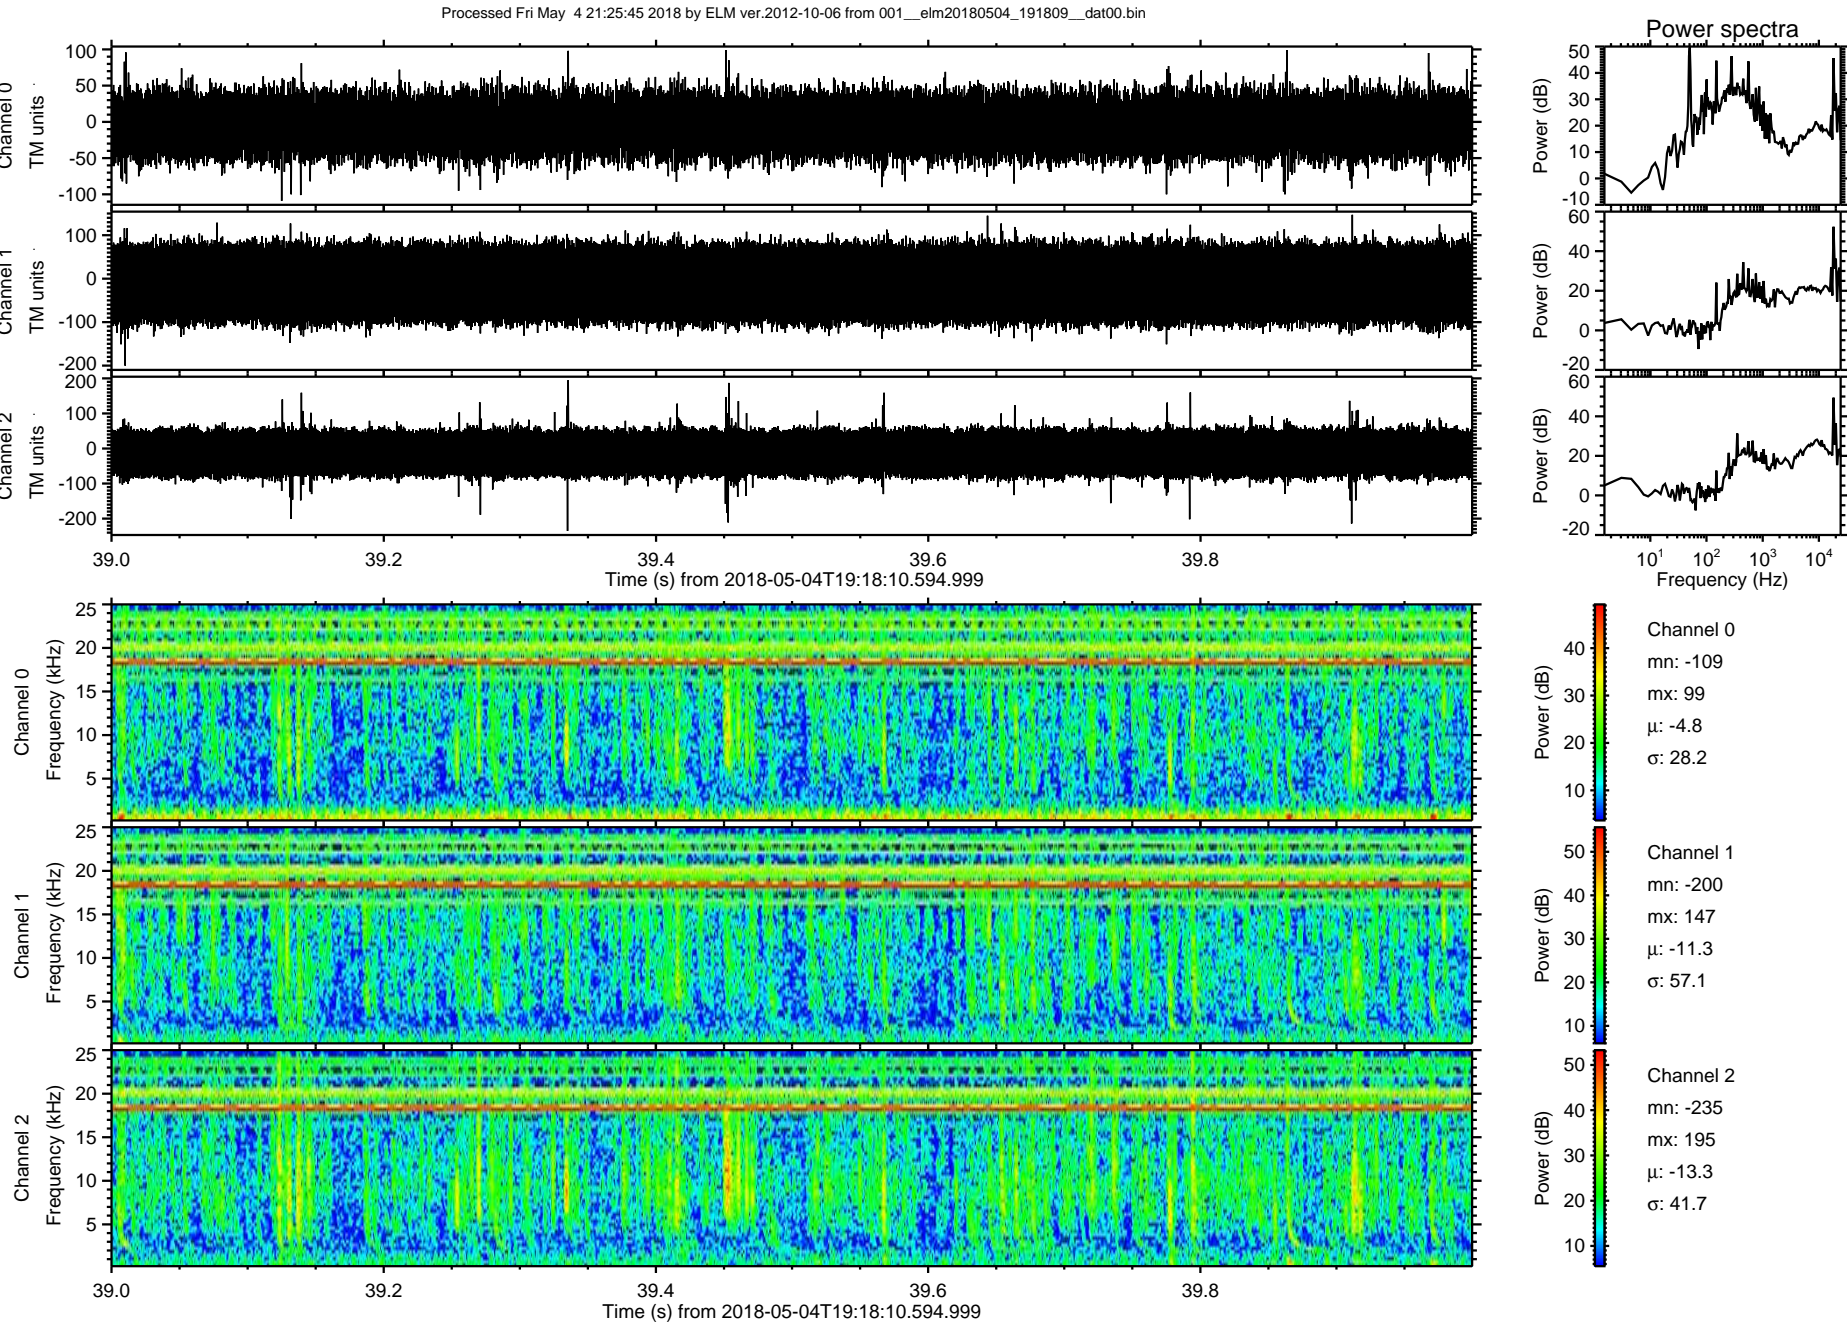 Processed Fri May  4 21:25:45 2018 by ELM ver.2012-10-06 from 001__elm20180504_191809__dat00.bin
Power spectra
Channel 0
TM units
100
50
0
-50
-100
Power (dB)
50
40
30
20
10
0
-10
Channel 1
TM units
100
0
-100
-200
Power (dB)
60
40
20
0
-20
Channel 2
TM units
200
100
0
-100
-200
Power (dB)
60
40
20
0
-20
39.0 39.2 39.4 39.6 39.8
Time (s) from 2018-05-04T19:18:10.594.999
10¹ 10² 10³ 10⁴
Frequency (Hz)
Channel 0
Frequency (kHz)
25
20
15
10
5
Power (dB)
40
30
20
10
Channel 0
mn: -109
mx: 99
μ: -4.8
σ: 28.2
Channel 1
Frequency (kHz)
25
20
15
10
5
Power (dB)
50
40
30
20
10
Channel 1
mn: -200
mx: 147
μ: -11.3
σ: 57.1
Channel 2
Frequency (kHz)
25
20
15
10
5
Power (dB)
50
40
30
20
10
Channel 2
mn: -235
mx: 195
μ: -13.3
σ: 41.7
39.0 39.2 39.4 39.6 39.8
Time (s) from 2018-05-04T19:18:10.594.999